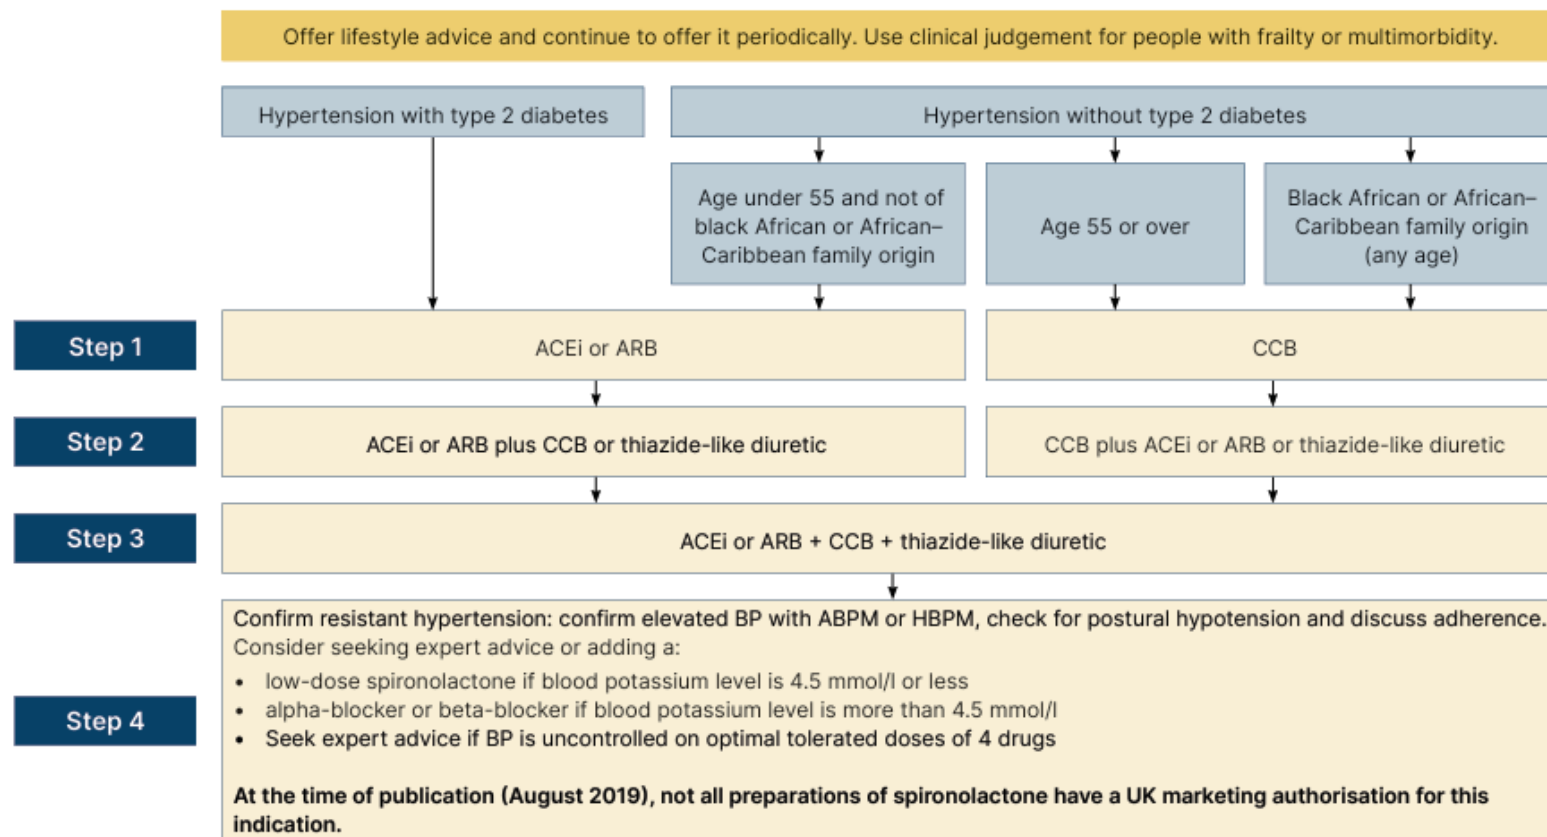 Offer lifestyle advice and continue to offer it periodically. Use clinical judgement for people with frailty or multimorbidity.
Hypertension with type 2 diabetes
Hypertension without type 2 diabetes
Age under 55 and not of
black African or African–
Caribbean family origin
Age 55 or over
Black African or African–
Caribbean family origin
(any age)
Step 1
ACEi or ARB
CCB
Step 2
ACEi or ARB plus CCB or thiazide-like diuretic
CCB plus ACEi or ARB or thiazide-like diuretic
Step 3
ACEi or ARB + CCB + thiazide-like diuretic
Step 4
Confirm resistant hypertension: confirm elevated BP with ABPM or HBPM, check for postural hypotension and discuss adherence.
Consider seeking expert advice or adding a:
• low-dose spironolactone if blood potassium level is 4.5 mmol/l or less
• alpha-blocker or beta-blocker if blood potassium level is more than 4.5 mmol/l
• Seek expert advice if BP is uncontrolled on optimal tolerated doses of 4 drugs
At the time of publication (August 2019), not all preparations of spironolactone have a UK marketing authorisation for this
indication.